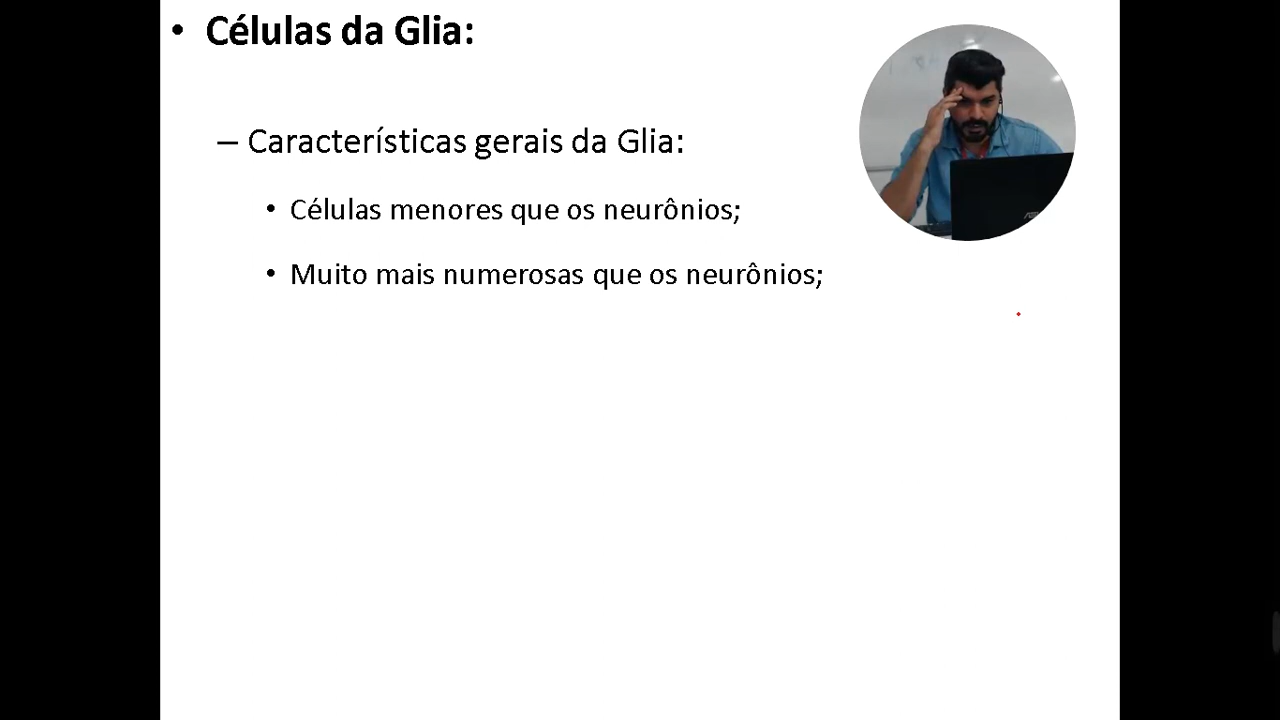 • Células da Glia:
– Características gerais da Glia:
• Células menores que os neurônios;
• Muito mais numerosas que os neurônios;